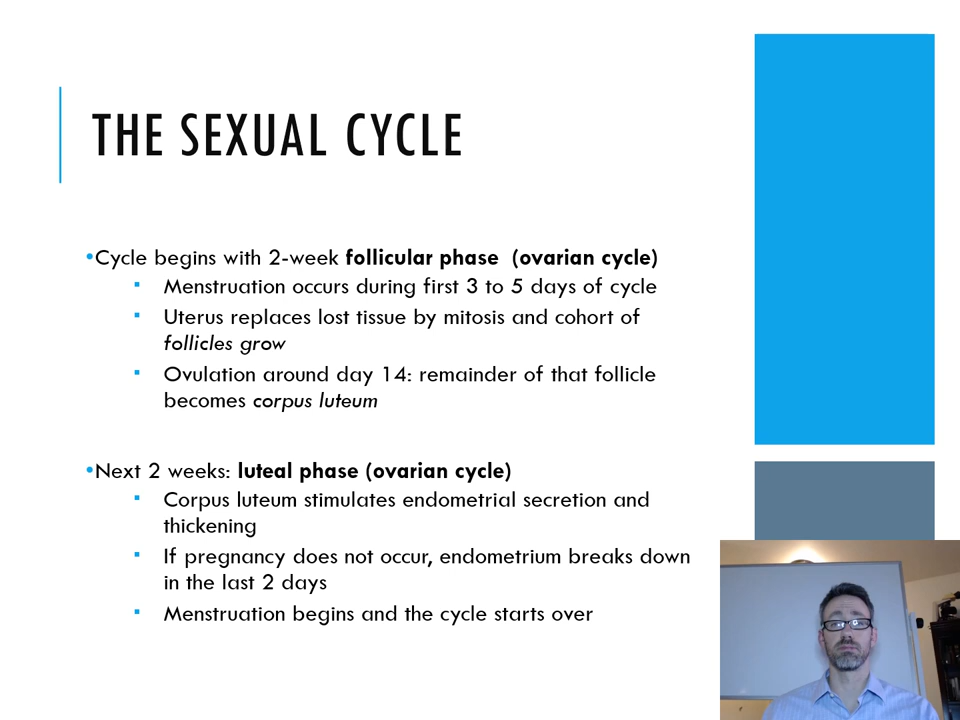 THE SEXUAL CYCLE
•Cycle begins with 2-week follicular phase (ovarian cycle)
▪ Menstruation occurs during first 3 to 5 days of cycle
▪ Uterus replaces lost tissue by mitosis and cohort of
follicles grow
▪ Ovulation around day 14: remainder of that follicle
becomes corpus luteum
•Next 2 weeks: luteal phase (ovarian cycle)
▪ Corpus luteum stimulates endometrial secretion and
thickening
▪ If pregnancy does not occur, endometrium breaks down
in the last 2 days
▪ Menstruation begins and the cycle starts over